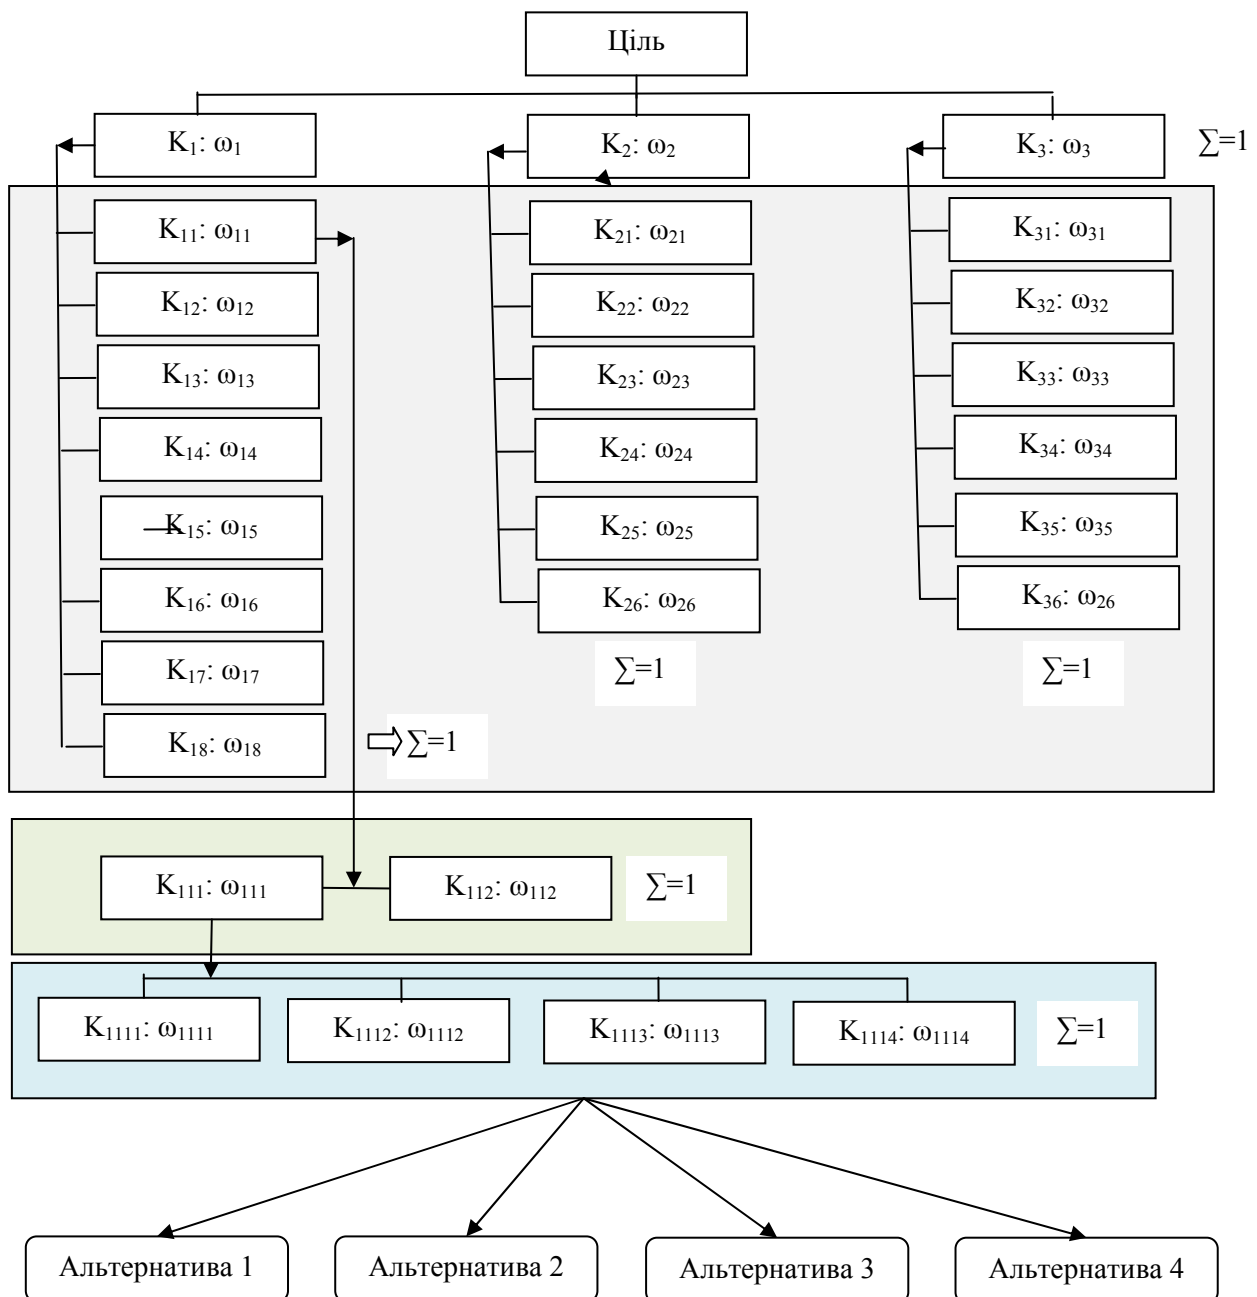 Ціль
K₁: ω₁
K₂: ω₂
K₃: ω₃
∑=1
K₁₁: ω₁₁
K₂₁: ω₂₁
K₃₁: ω₃₁
K₁₂: ω₁₂
K₂₂: ω₂₂
K₃₂: ω₃₂
K₁₃: ω₁₃
K₂₃: ω₂₃
K₃₃: ω₃₃
K₁₄: ω₁₄
K₂₄: ω₂₄
K₃₄: ω₃₄
K₁₅: ω₁₅
K₂₅: ω₂₅
K₃₅: ω₃₅
K₁₆: ω₁₆
K₂₆: ω₂₆
K₃₆: ω₂₆
K₁₇: ω₁₇
∑=1
∑=1
K₁₈: ω₁₈
∑=1
K₁₁₁: ω₁₁₁
K₁₁₂: ω₁₁₂
∑=1
K₁₁₁₁: ω₁₁₁₁
K₁₁₁₂: ω₁₁₁₂
K₁₁₁₃: ω₁₁₁₃
K₁₁₁₄: ω₁₁₁₄
∑=1
Альтернатива 1
Альтернатива 2
Альтернатива 3
Альтернатива 4